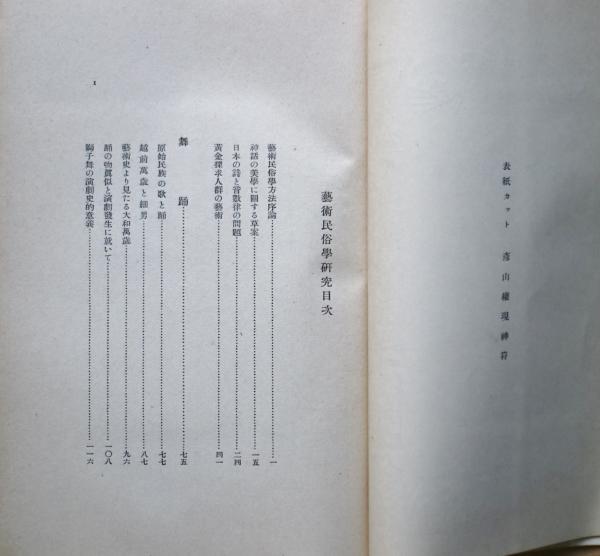 表紙カット　彦山權現神符
藝術民俗學硏究目次
藝術民俗學方法序論……一
神話の美學に關する草案……一五
日本の詩と音數律の問題……二四
黃金探求人群の藝術……四一
舞踊……七五
原始民族の歌と踊……七七
越前萬歲と細男……八七
藝術史より見たる大和萬歲……九六
踊の物眞似と演劇發生に就いて……一〇八
獅子舞の演劇史的意義……一一六
1